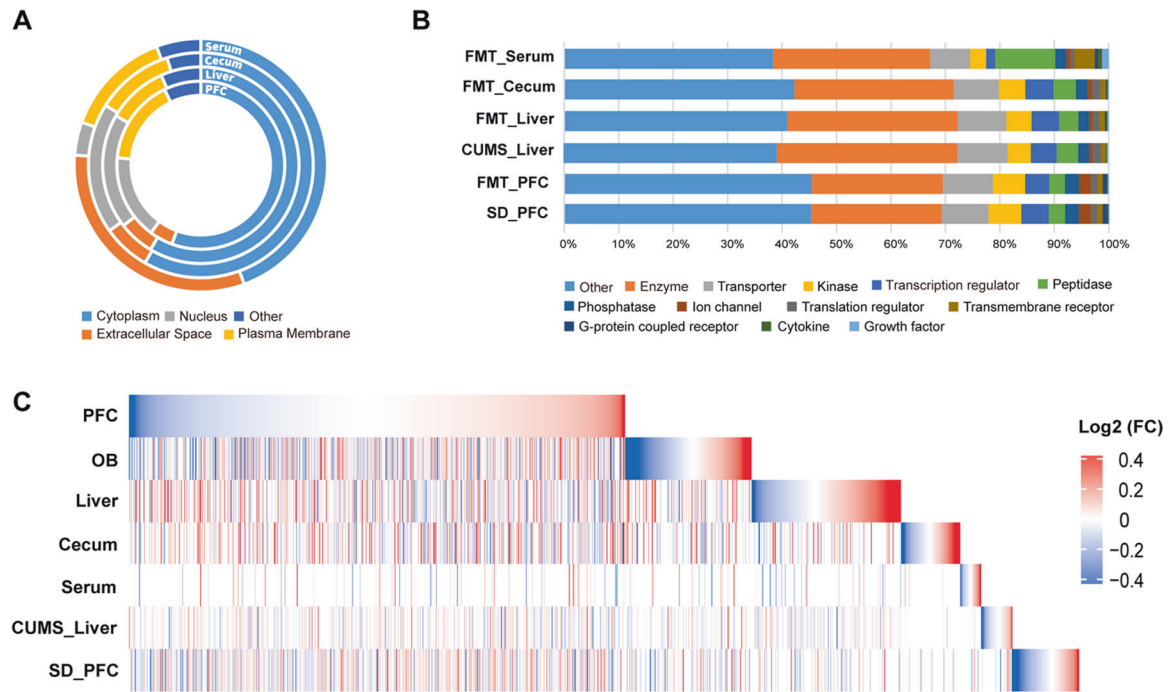 A
Serum
Cecum
Liver
PFC
Cytoplasm Nucleus Other
Extracellular Space Plasma Membrane
B
FMT_Serum
FMT_Cecum
FMT_Liver
CUMS_Liver
FMT_PFC
SD_PFC
0% 10% 20% 30% 40% 50% 60% 70% 80% 90% 100%
Other Enzyme Transporter Kinase Transcription regulator Peptidase
Phosphatase Ion channel Translation regulator Transmembrane receptor
G-protein coupled receptor Cytokine Growth factor
C
PFC
OB
Liver
Cecum
Serum
CUMS_Liver
SD_PFC
Log2 (FC)
0.4
0.2
0
−0.2
−0.4